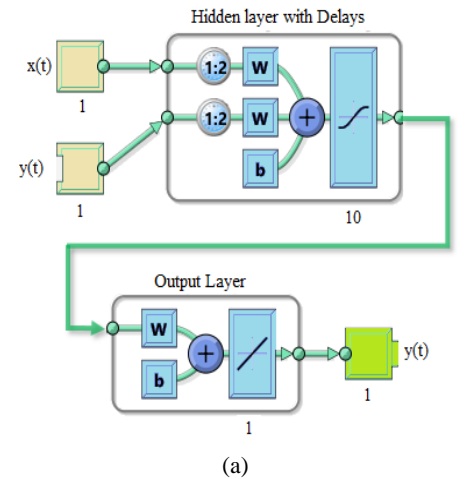 Hidden layer with Delays
x(t)
1:2
W
1
y(t)
1:2
W
+
1
b
10
Output Layer
W
+
b
y(t)
1
1
(a)